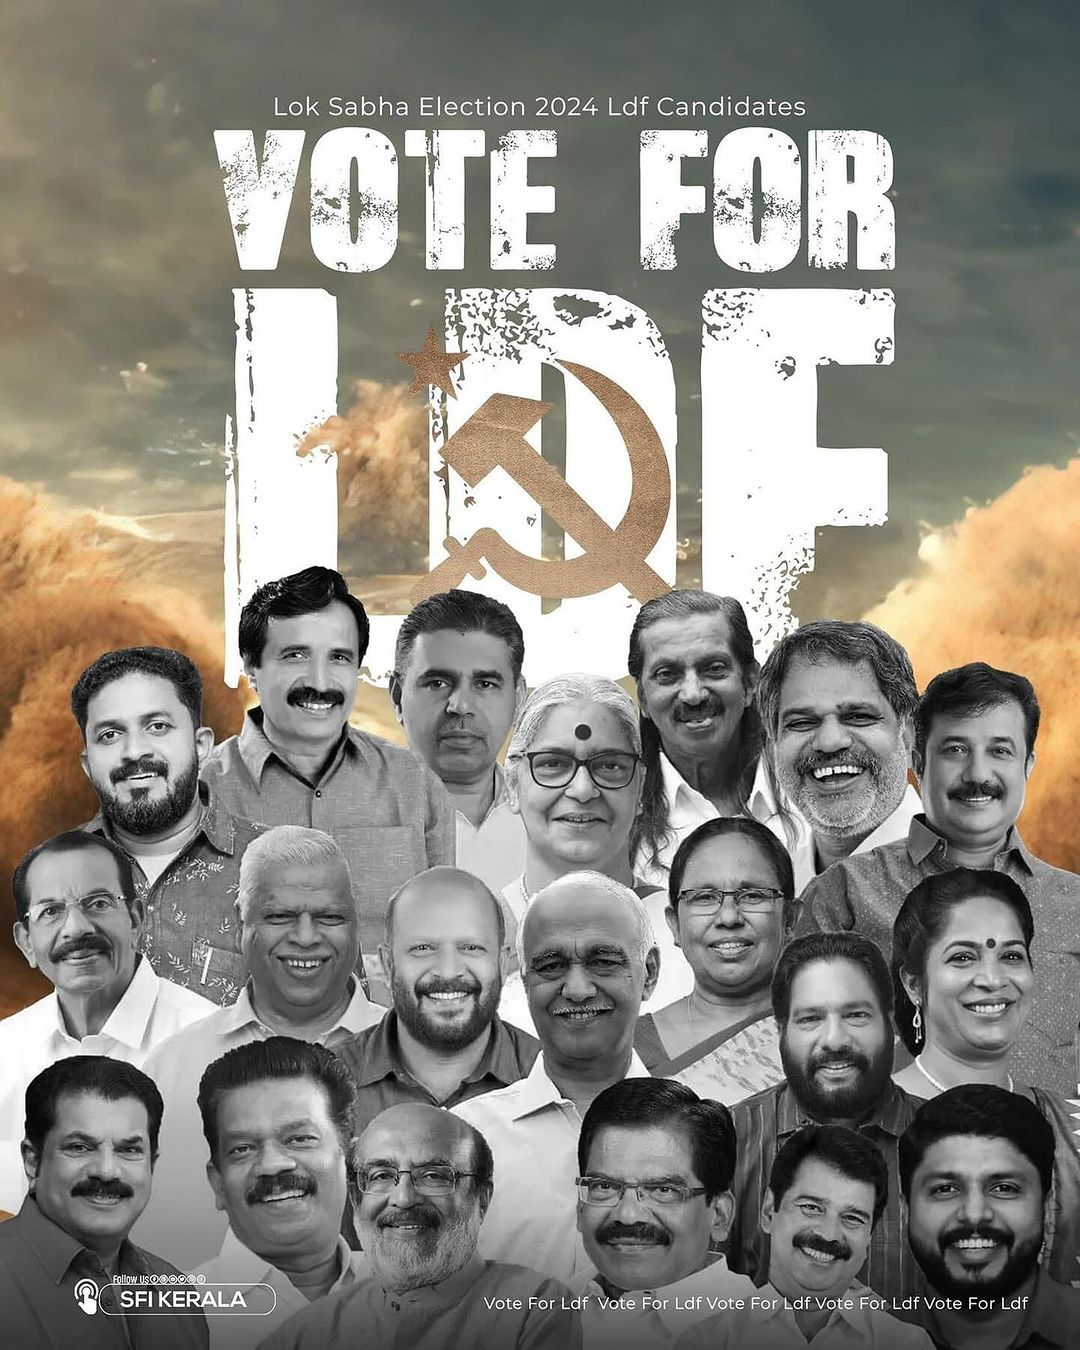 Lok Sabha Election 2024 Ldf Candidates
VOTE FOR
LDF
Follow Us
SFI KERALA
Vote For Ldf Vote For Ldf Vote For Ldf Vote For Ldf Vote For Ldf